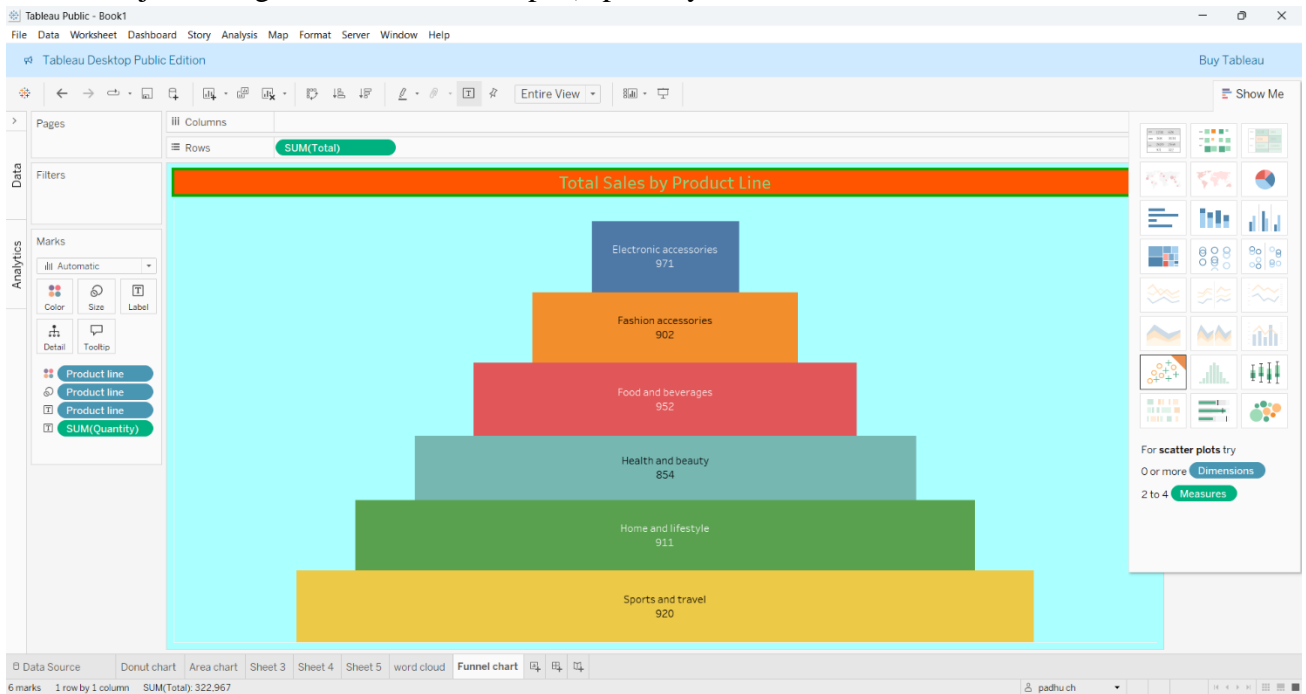 Tableau Public - Book1
File Data Worksheet Dashboard Story Analysis Map Format Server Window Help
Tableau Desktop Public Edition
Buy Tableau
Entire View
Show Me
Pages
Columns
Rows
SUM(Total)
Data
Analytics
Filters
Marks
Automatic
Color
Size
Label
Detail
Tooltip
Product line
Product line
Product line
SUM(Quantity)
Total Sales by Product Line
Electronic accessories
971
Fashion accessories
902
Food and beverages
952
Health and beauty
854
Home and lifestyle
911
Sports and travel
920
For scatter plots try
0 or more Dimensions
2 to 4 Measures
Data Source Donut chart Area chart Sheet 3 Sheet 4 Sheet 5 word cloud Funnel chart
6 marks 1 row by 1 column SUM(Total): 322,967
padhu ch